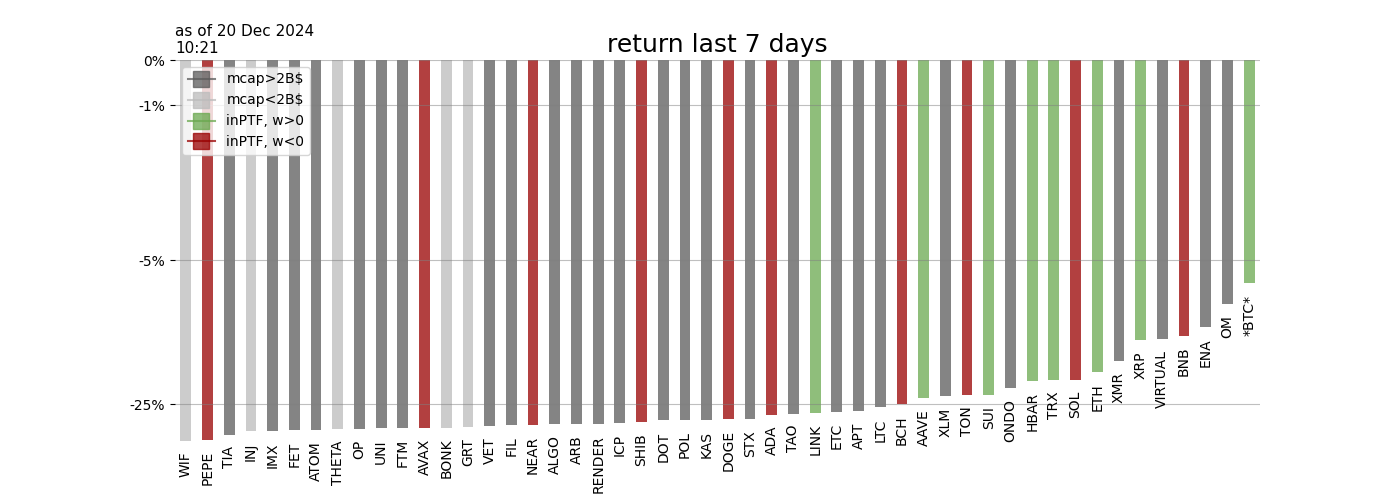 as of 20 Dec 2024
10:21
return last 7 days
0%
-1%
-5%
-25%
mcap>2B$
mcap<2B$
inPTF, w>0
inPTF, w<0
WIF
PEPE
TIA
INJ
IMX
FET
ATOM
THETA
OP
UNI
FTM
AVAX
BONK
GRT
VET
FIL
NEAR
ALGO
ARB
RENDER
ICP
SHIB
DOT
POL
KAS
DOGE
STX
ADA
TAO
LINK
ETC
APT
LTC
BCH
AAVE
XLM
TON
SUI
ONDO
HBAR
TRX
SOL
ETH
XMR
XRP
VIRTUAL
BNB
ENA
OM
*BTC*